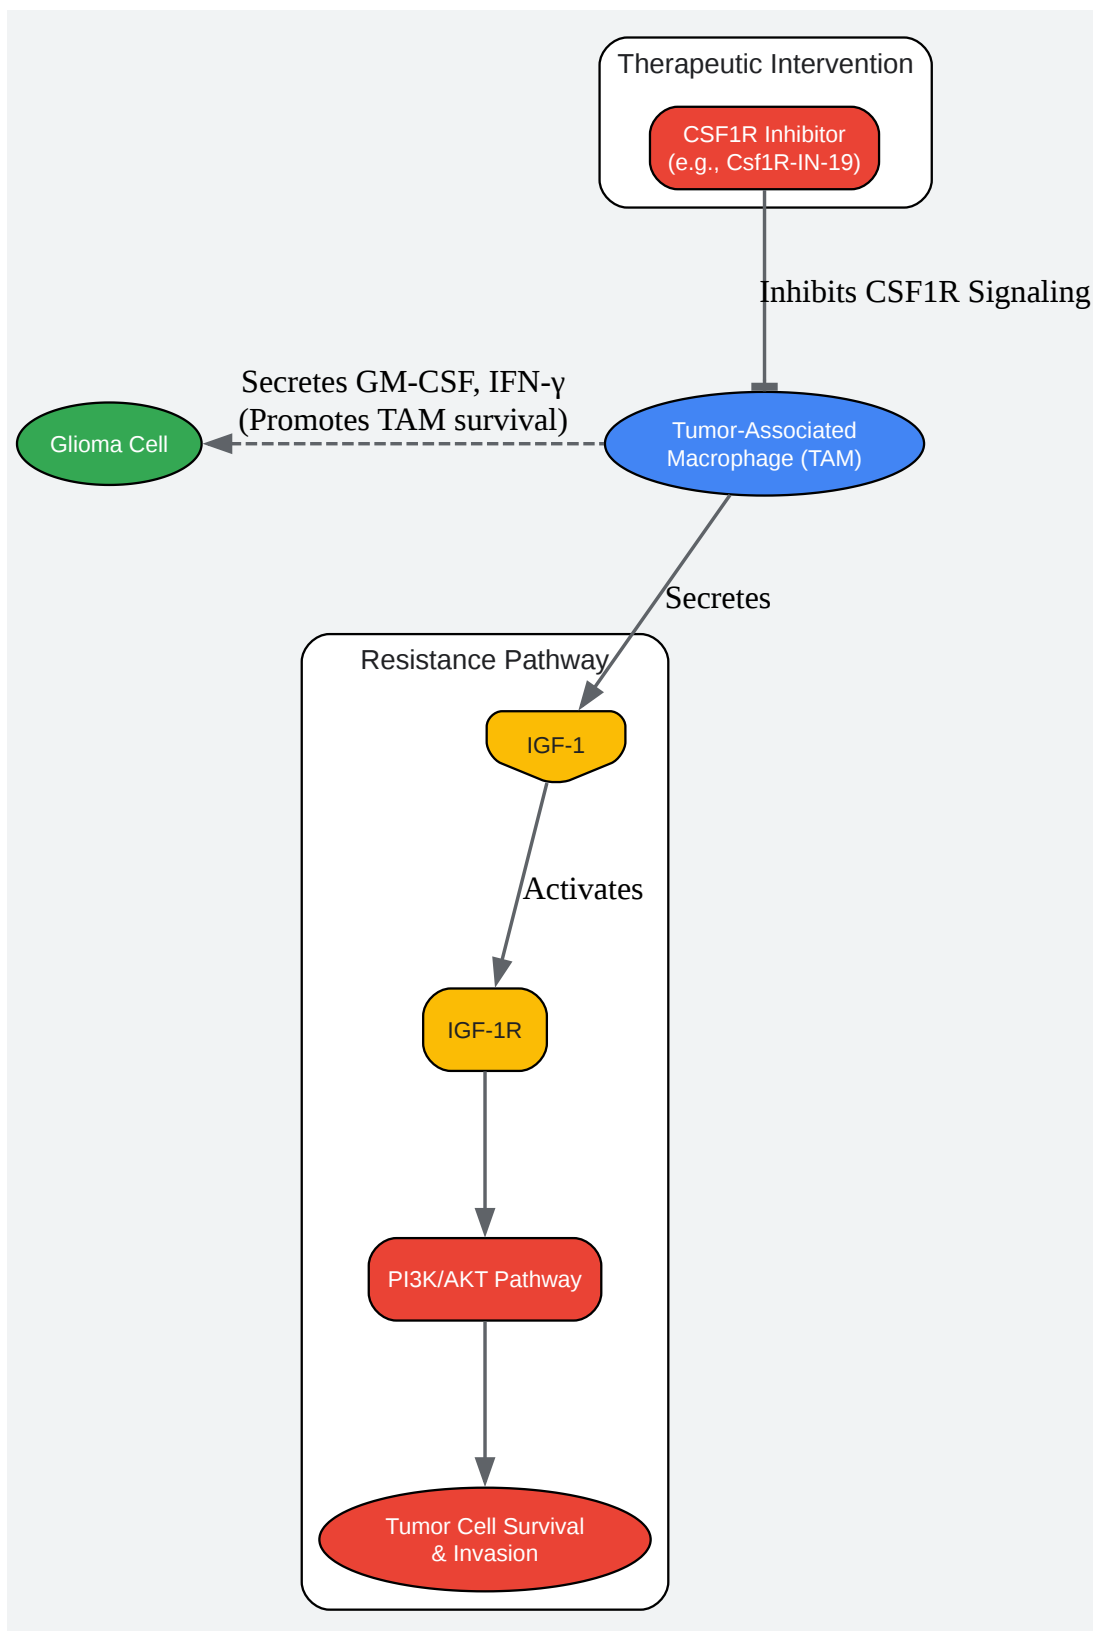 Therapeutic Intervention
CSF1R Inhibitor
(e.g., Csf1R-IN-19)
Inhibits CSF1R Signaling
Secretes GM-CSF, IFN-γ
(Promotes TAM survival)
Glioma Cell
Tumor-Associated
Macrophage (TAM)
Secretes
Resistance Pathway
IGF-1
Activates
IGF-1R
PI3K/AKT Pathway
Tumor Cell Survival
& Invasion